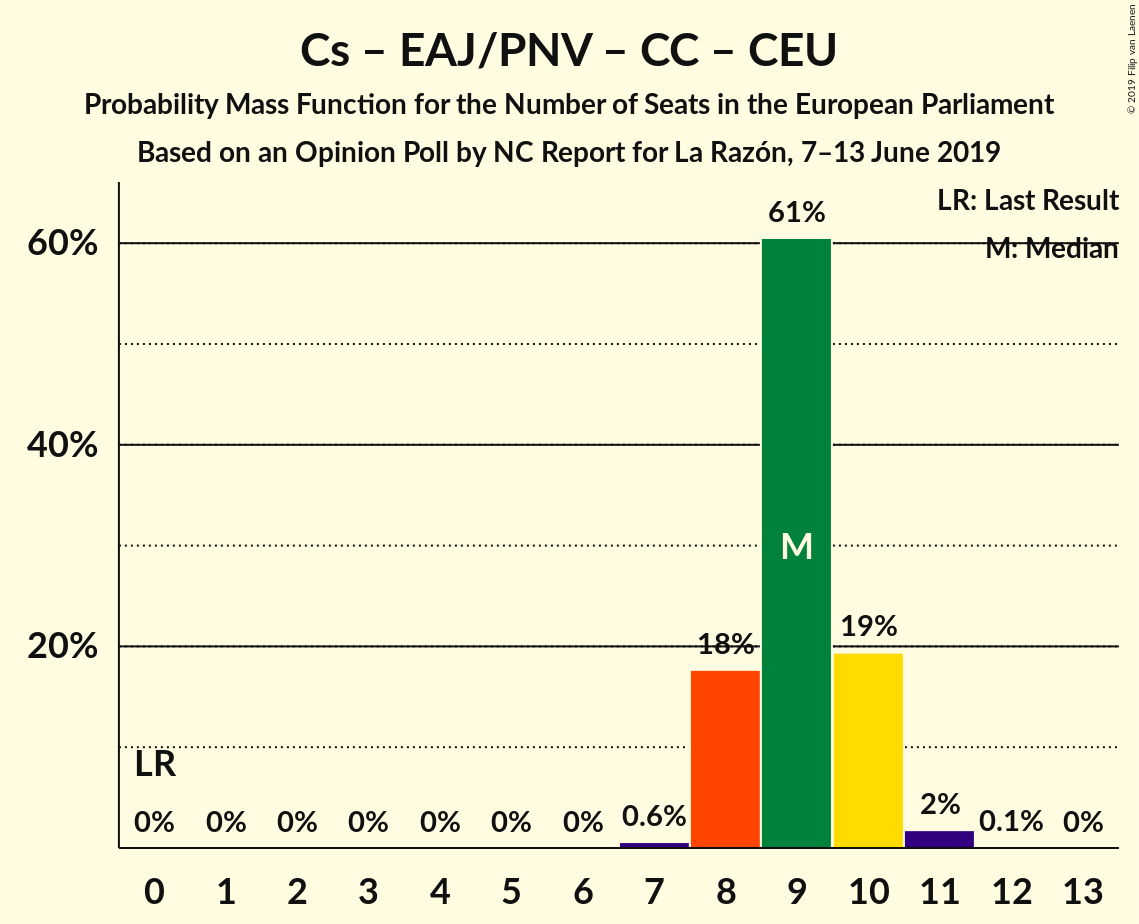 Cs – EAJ/PNV – CC – CEU
Probability Mass Function for the Number of Seats in the European Parliament
Based on an Opinion Poll by NC Report for La Razón, 7–13 June 2019
© 2019 Filip van Laenen
LR: Last Result
M: Median
60%
40%
20%
61%
M
18%
19%
LR
0% 0% 0% 0% 0% 0% 0% 0.6% 2% 0.1% 0%
0 1 2 3 4 5 6 7 8 9 10 11 12 13